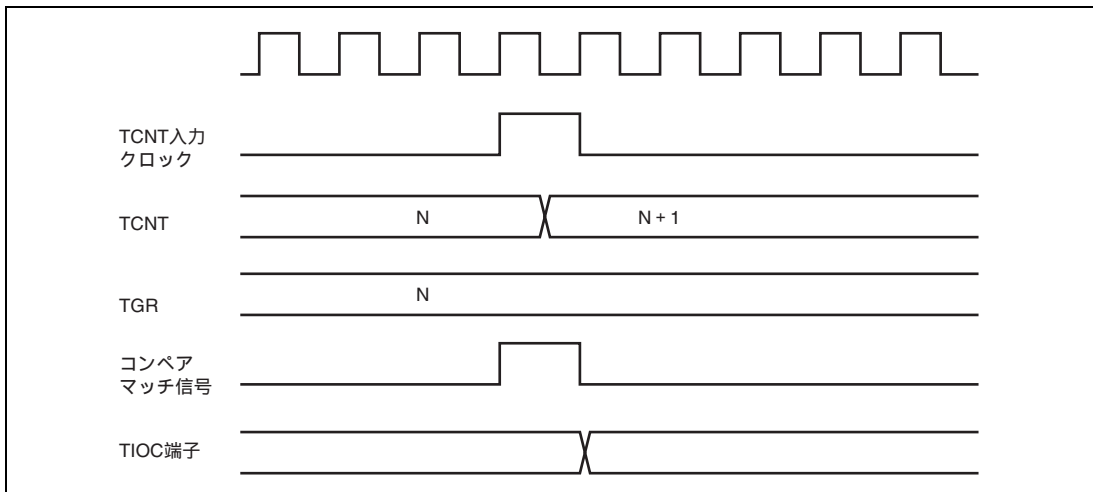 TCNT入力
クロック
TCNT
N
N + 1
TGR
N
コンペア
マッチ信号
TIOC端子